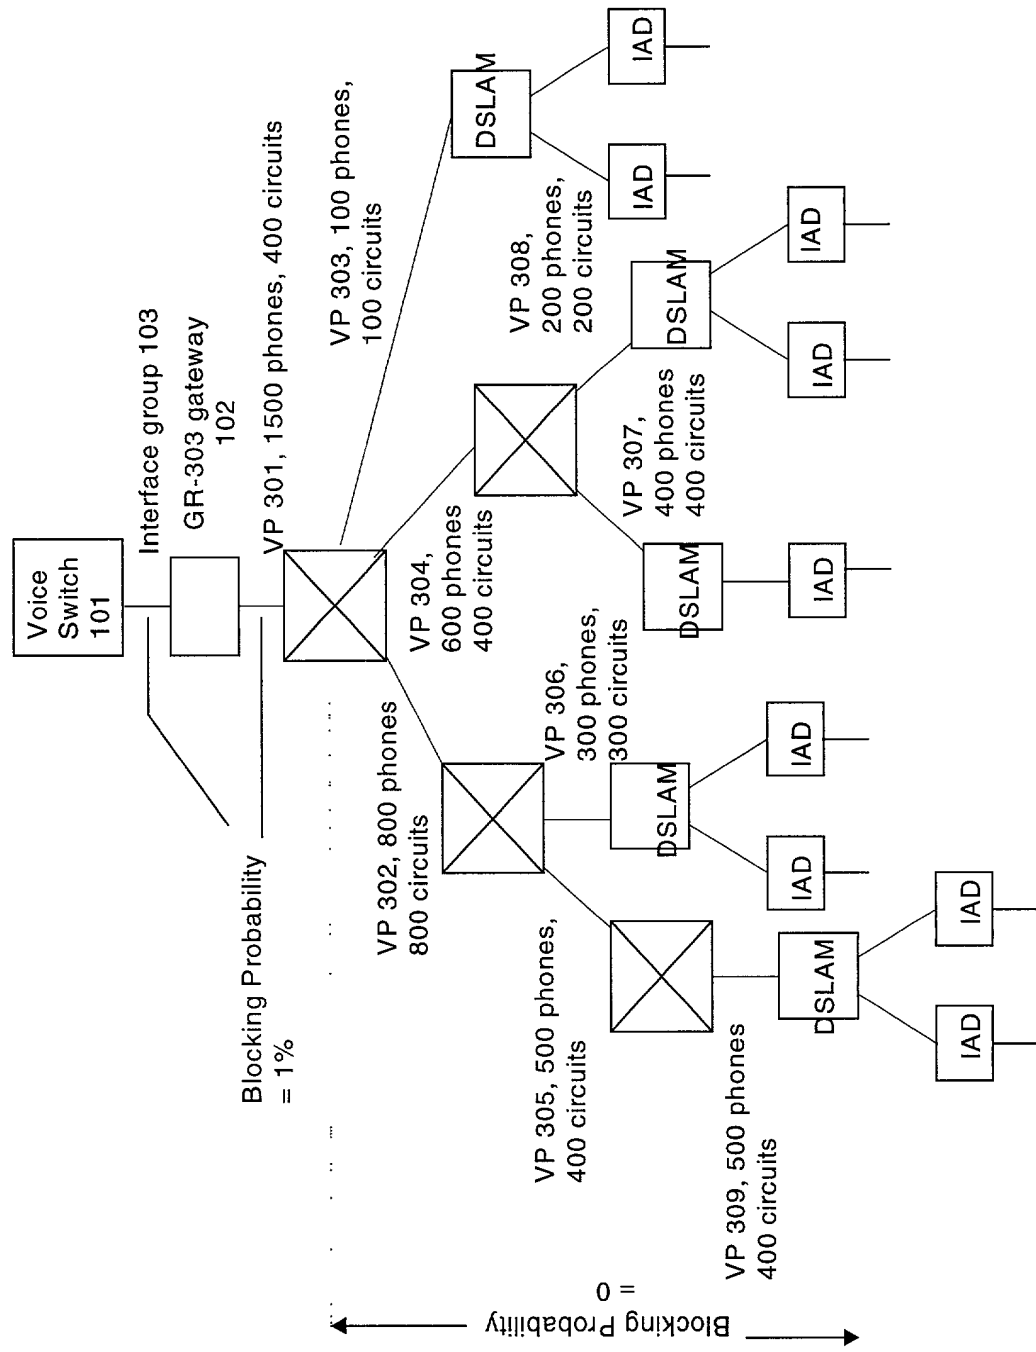 Voice
Switch
101
Interface group 103
GR-303 gateway
102
VP 301, 1500 phones, 400 circuits
Blocking Probability
= 1%
VP 302, 800 phones
800 circuits
VP 304,
600 phones
400 circuits
VP 303, 100 phones,
100 circuits
DSLAM
IAD
IAD
VP 305, 500 phones,
400 circuits
VP 306,
300 phones,
300 circuits
VP 307,
400 phones
400 circuits
VP 308,
200 phones,
200 circuits
DSLAM
IAD
IAD
DSLAM
IAD
DSLAM
IAD
IAD
VP 309, 500 phones
400 circuits
DSLAM
IAD
IAD
Blocking Probability
= 0